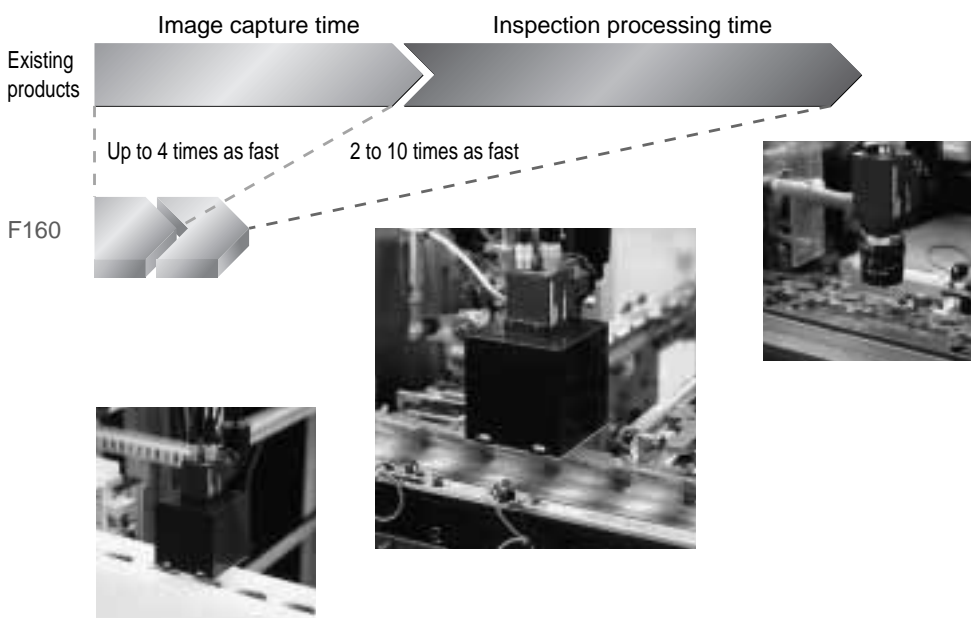 Image capture time
Inspection processing time
Existing
products
Up to 4 times as fast
2 to 10 times as fast
F160